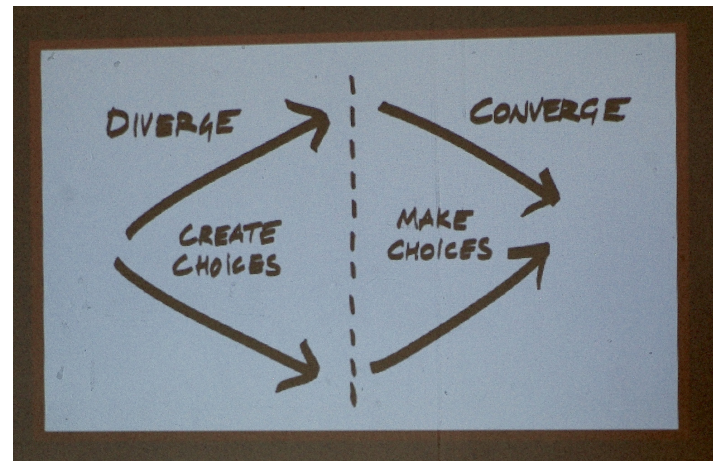 DIVERGE
CONVERGE
CREATE
CHOICES
MAKE
CHOICES